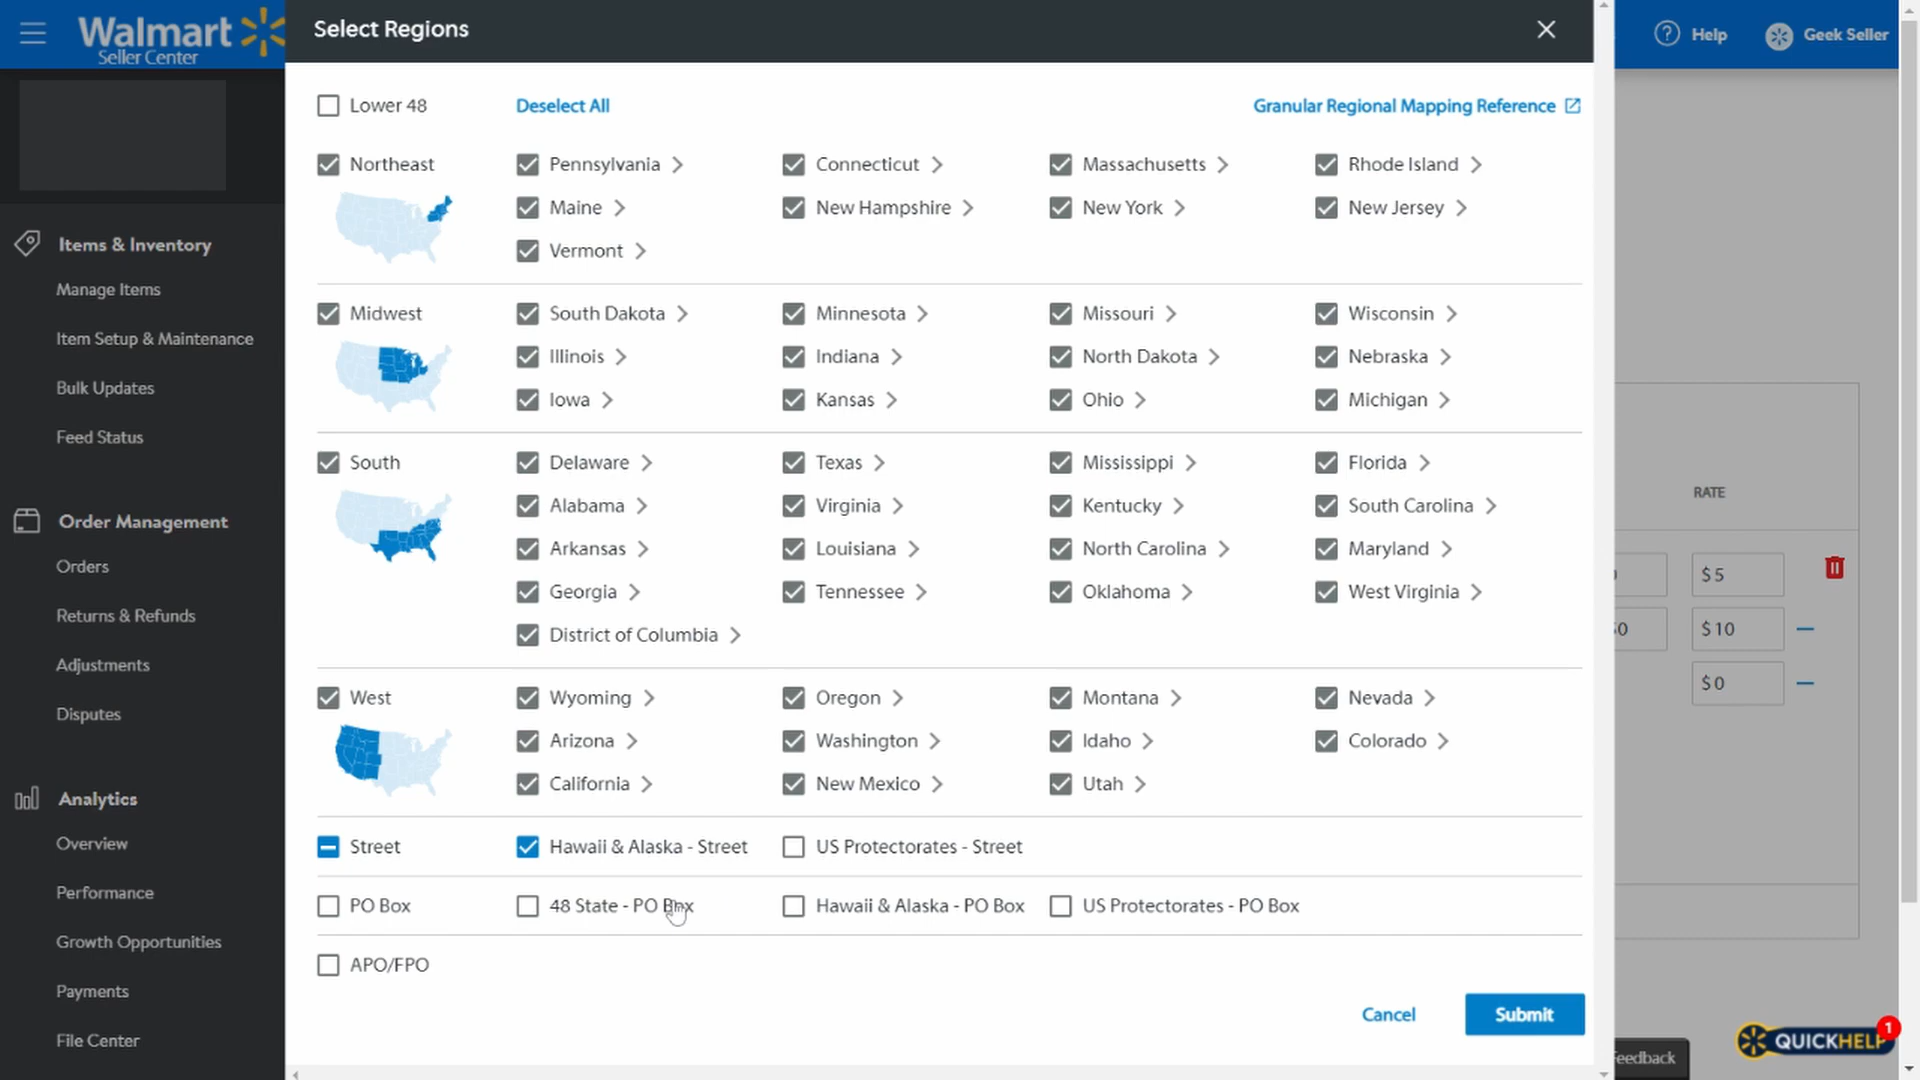 Walmart
Seller Center
Select Regions
Help
Geek Seller
Lower 48
Deselect All
Granular Regional Mapping Reference
Northeast
Pennsylvania
Connecticut
Massachusetts
Rhode Island
Maine
New Hampshire
New York
New Jersey
Vermont
Midwest
South Dakota
Minnesota
Missouri
Wisconsin
Illinois
Indiana
North Dakota
Nebraska
Iowa
Kansas
Ohio
Michigan
South
Delaware
Texas
Mississippi
Florida
Alabama
Virginia
Kentucky
South Carolina
Arkansas
Louisiana
North Carolina
Maryland
Georgia
Tennessee
Oklahoma
West Virginia
District of Columbia
West
Wyoming
Oregon
Montana
Nevada
Arizona
Washington
Idaho
Colorado
California
New Mexico
Utah
Street
Hawaii & Alaska - Street
US Protectorates - Street
PO Box
48 State - PO Box
Hawaii & Alaska - PO Box
US Protectorates - PO Box
APO/FPO
Cancel
Submit
Items & Inventory
Manage Items
Item Setup & Maintenance
Bulk Updates
Feed Status
Order Management
Orders
Returns & Refunds
Adjustments
Disputes
Analytics
Overview
Performance
Growth Opportunities
Payments
File Center
RATE
$ 5
$ 10
$ 0
QUICKHELP
1
Feedback